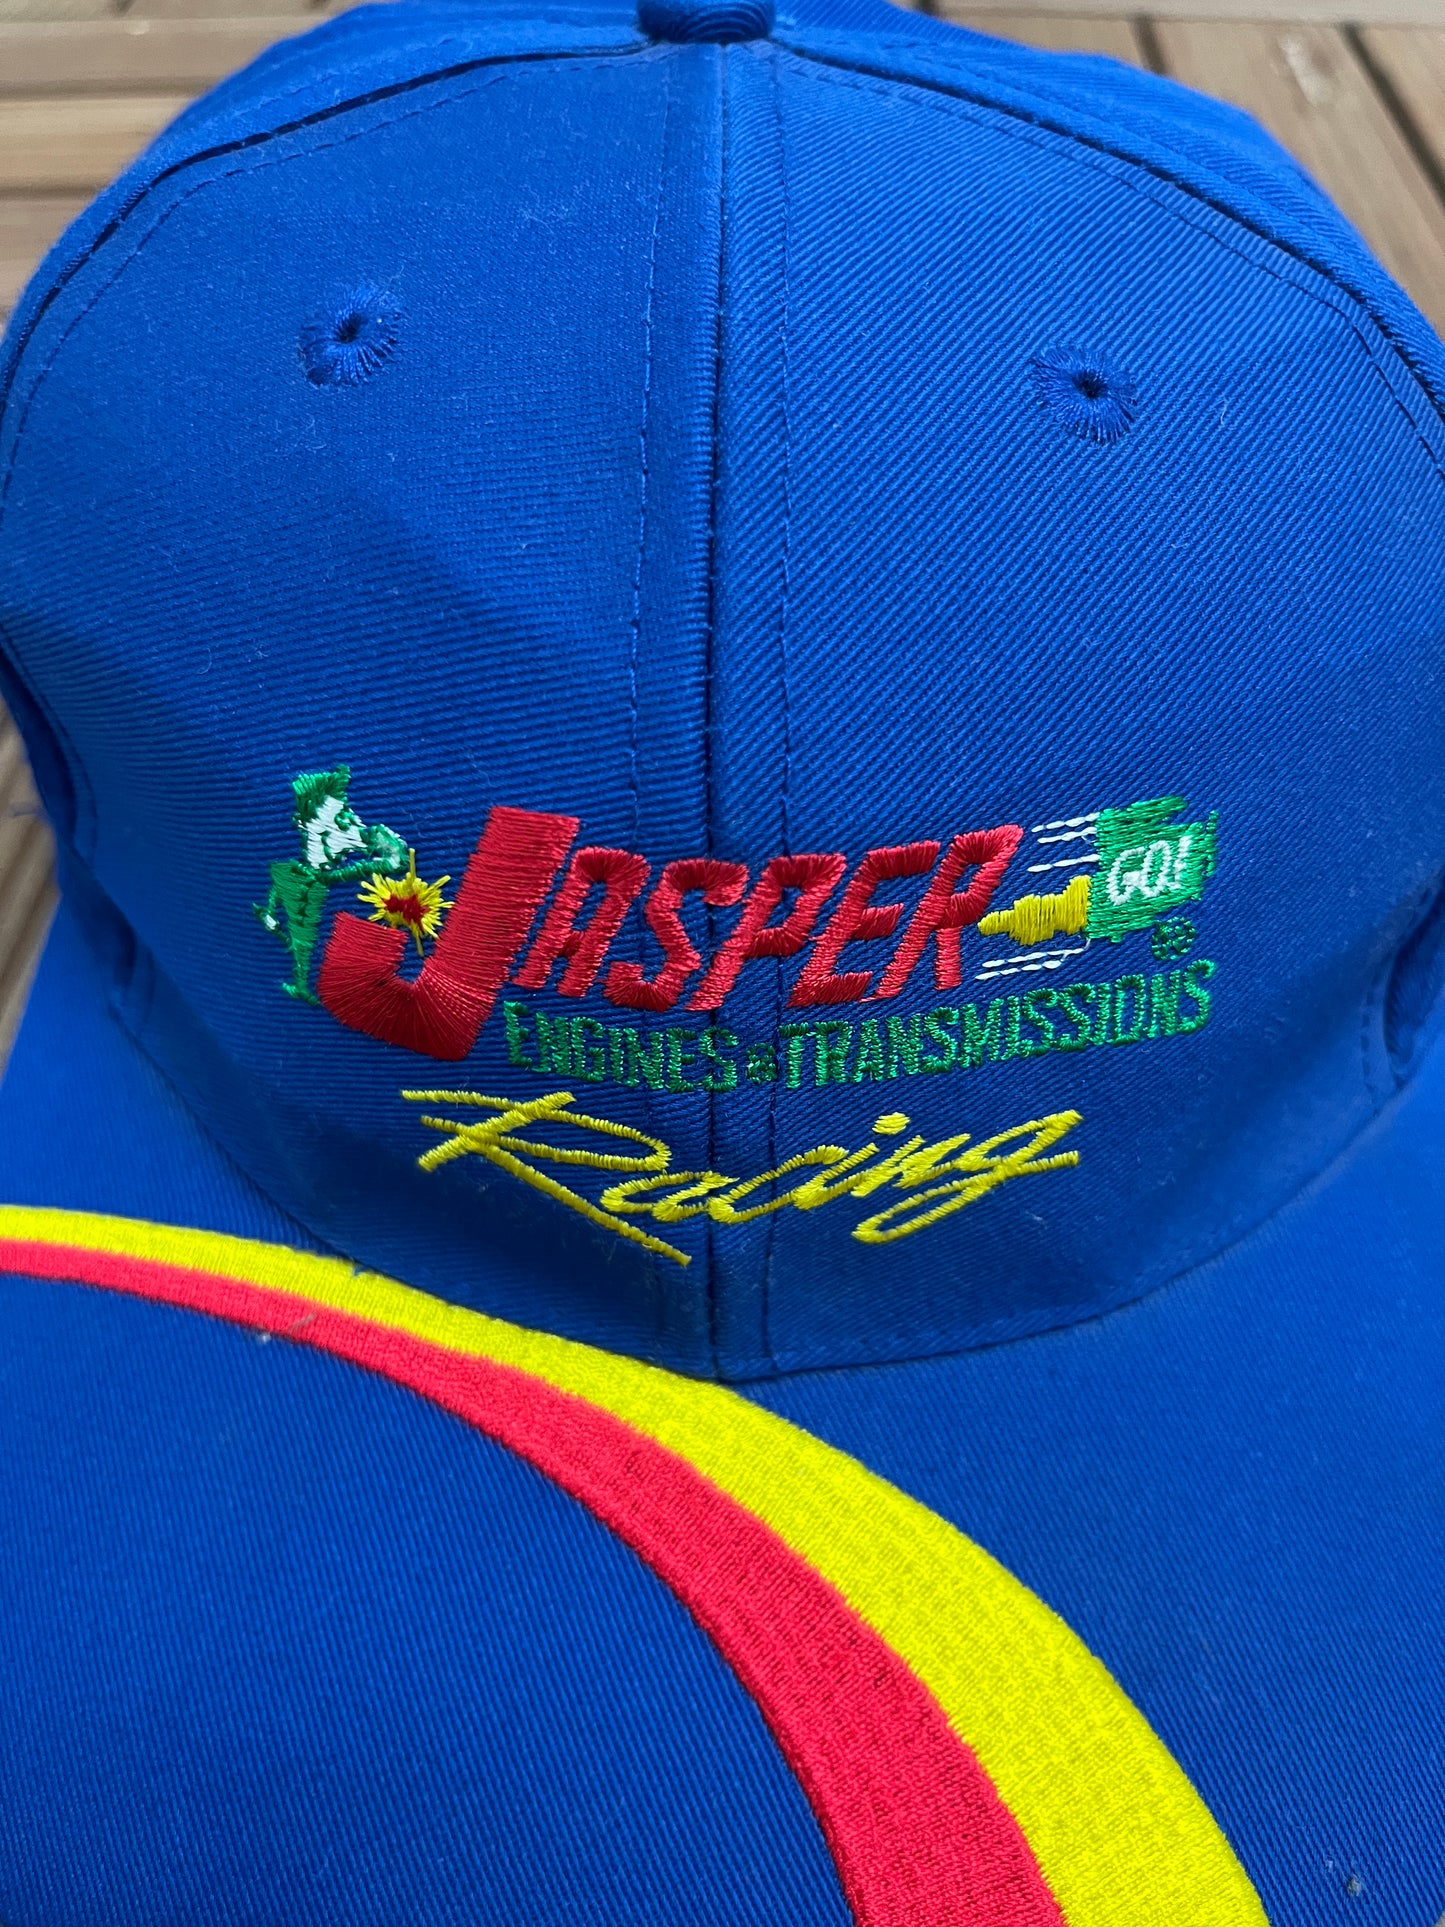 JASPER GO!
ENGINES & TRANSMISSIONS
Racing